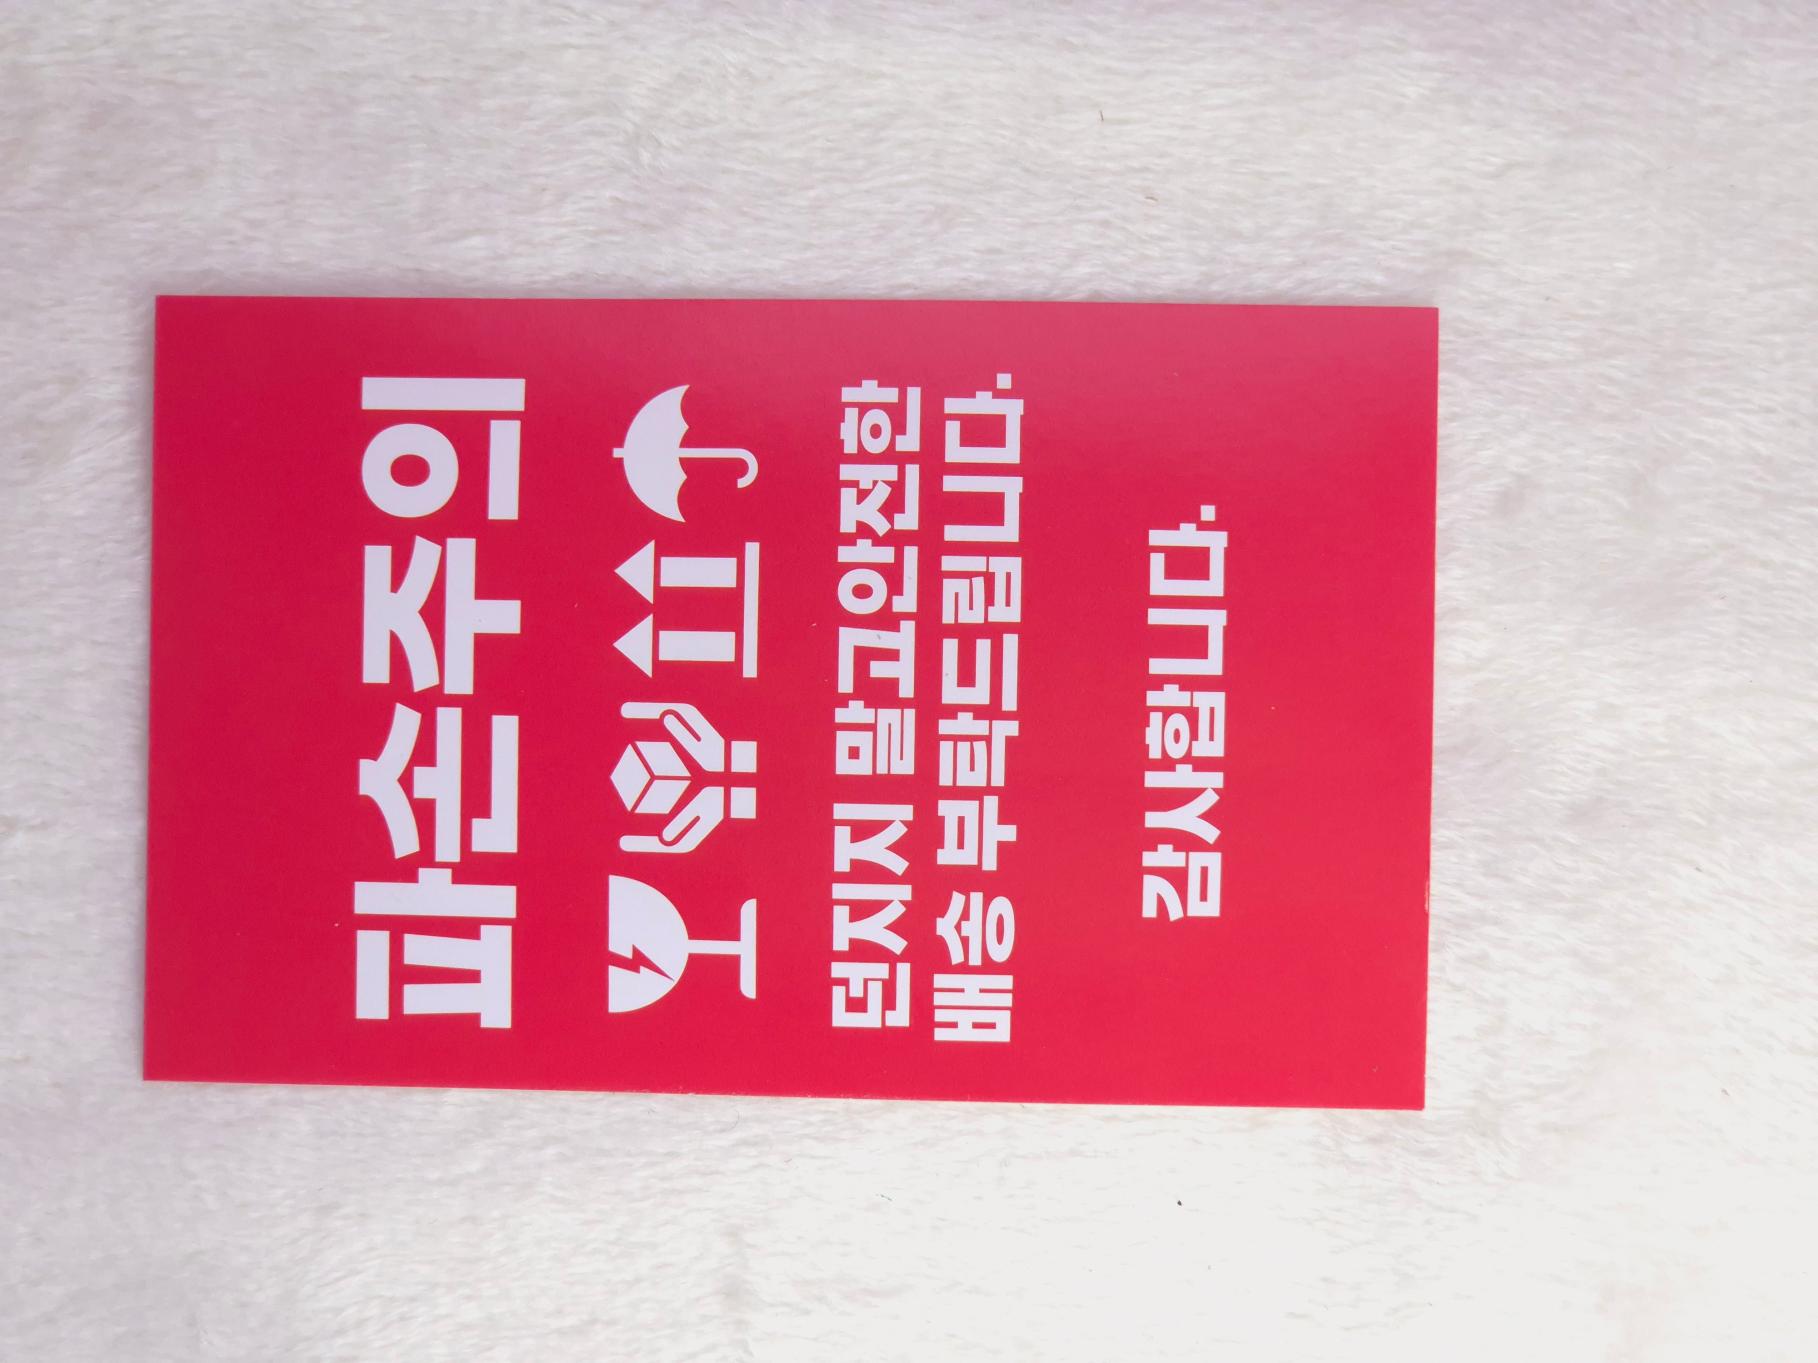 파손주의
던지지 말고안전한
배송 부탁드립니다.
감사합니다.